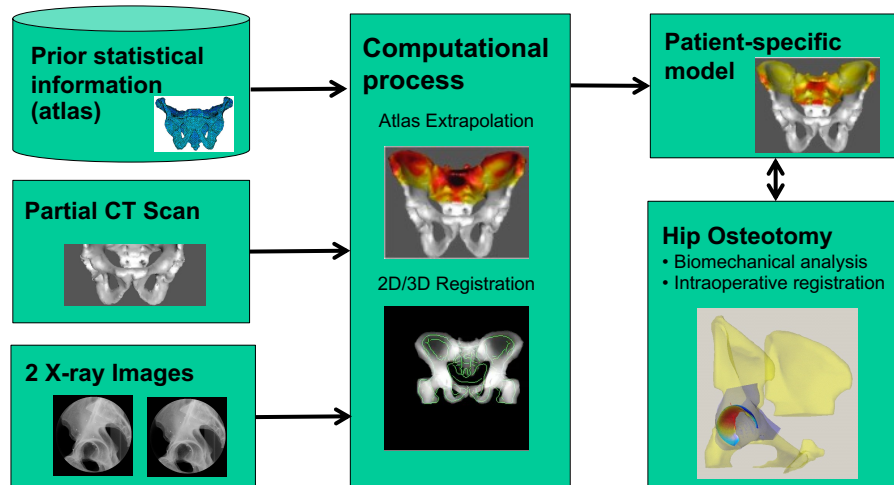 Prior statistical
information
(atlas)
Partial CT Scan
2 X-ray Images
Computational
process
Atlas Extrapolation
2D/3D Registration
Patient-specific
model
Hip Osteotomy
• Biomechanical analysis
• Intraoperative registration